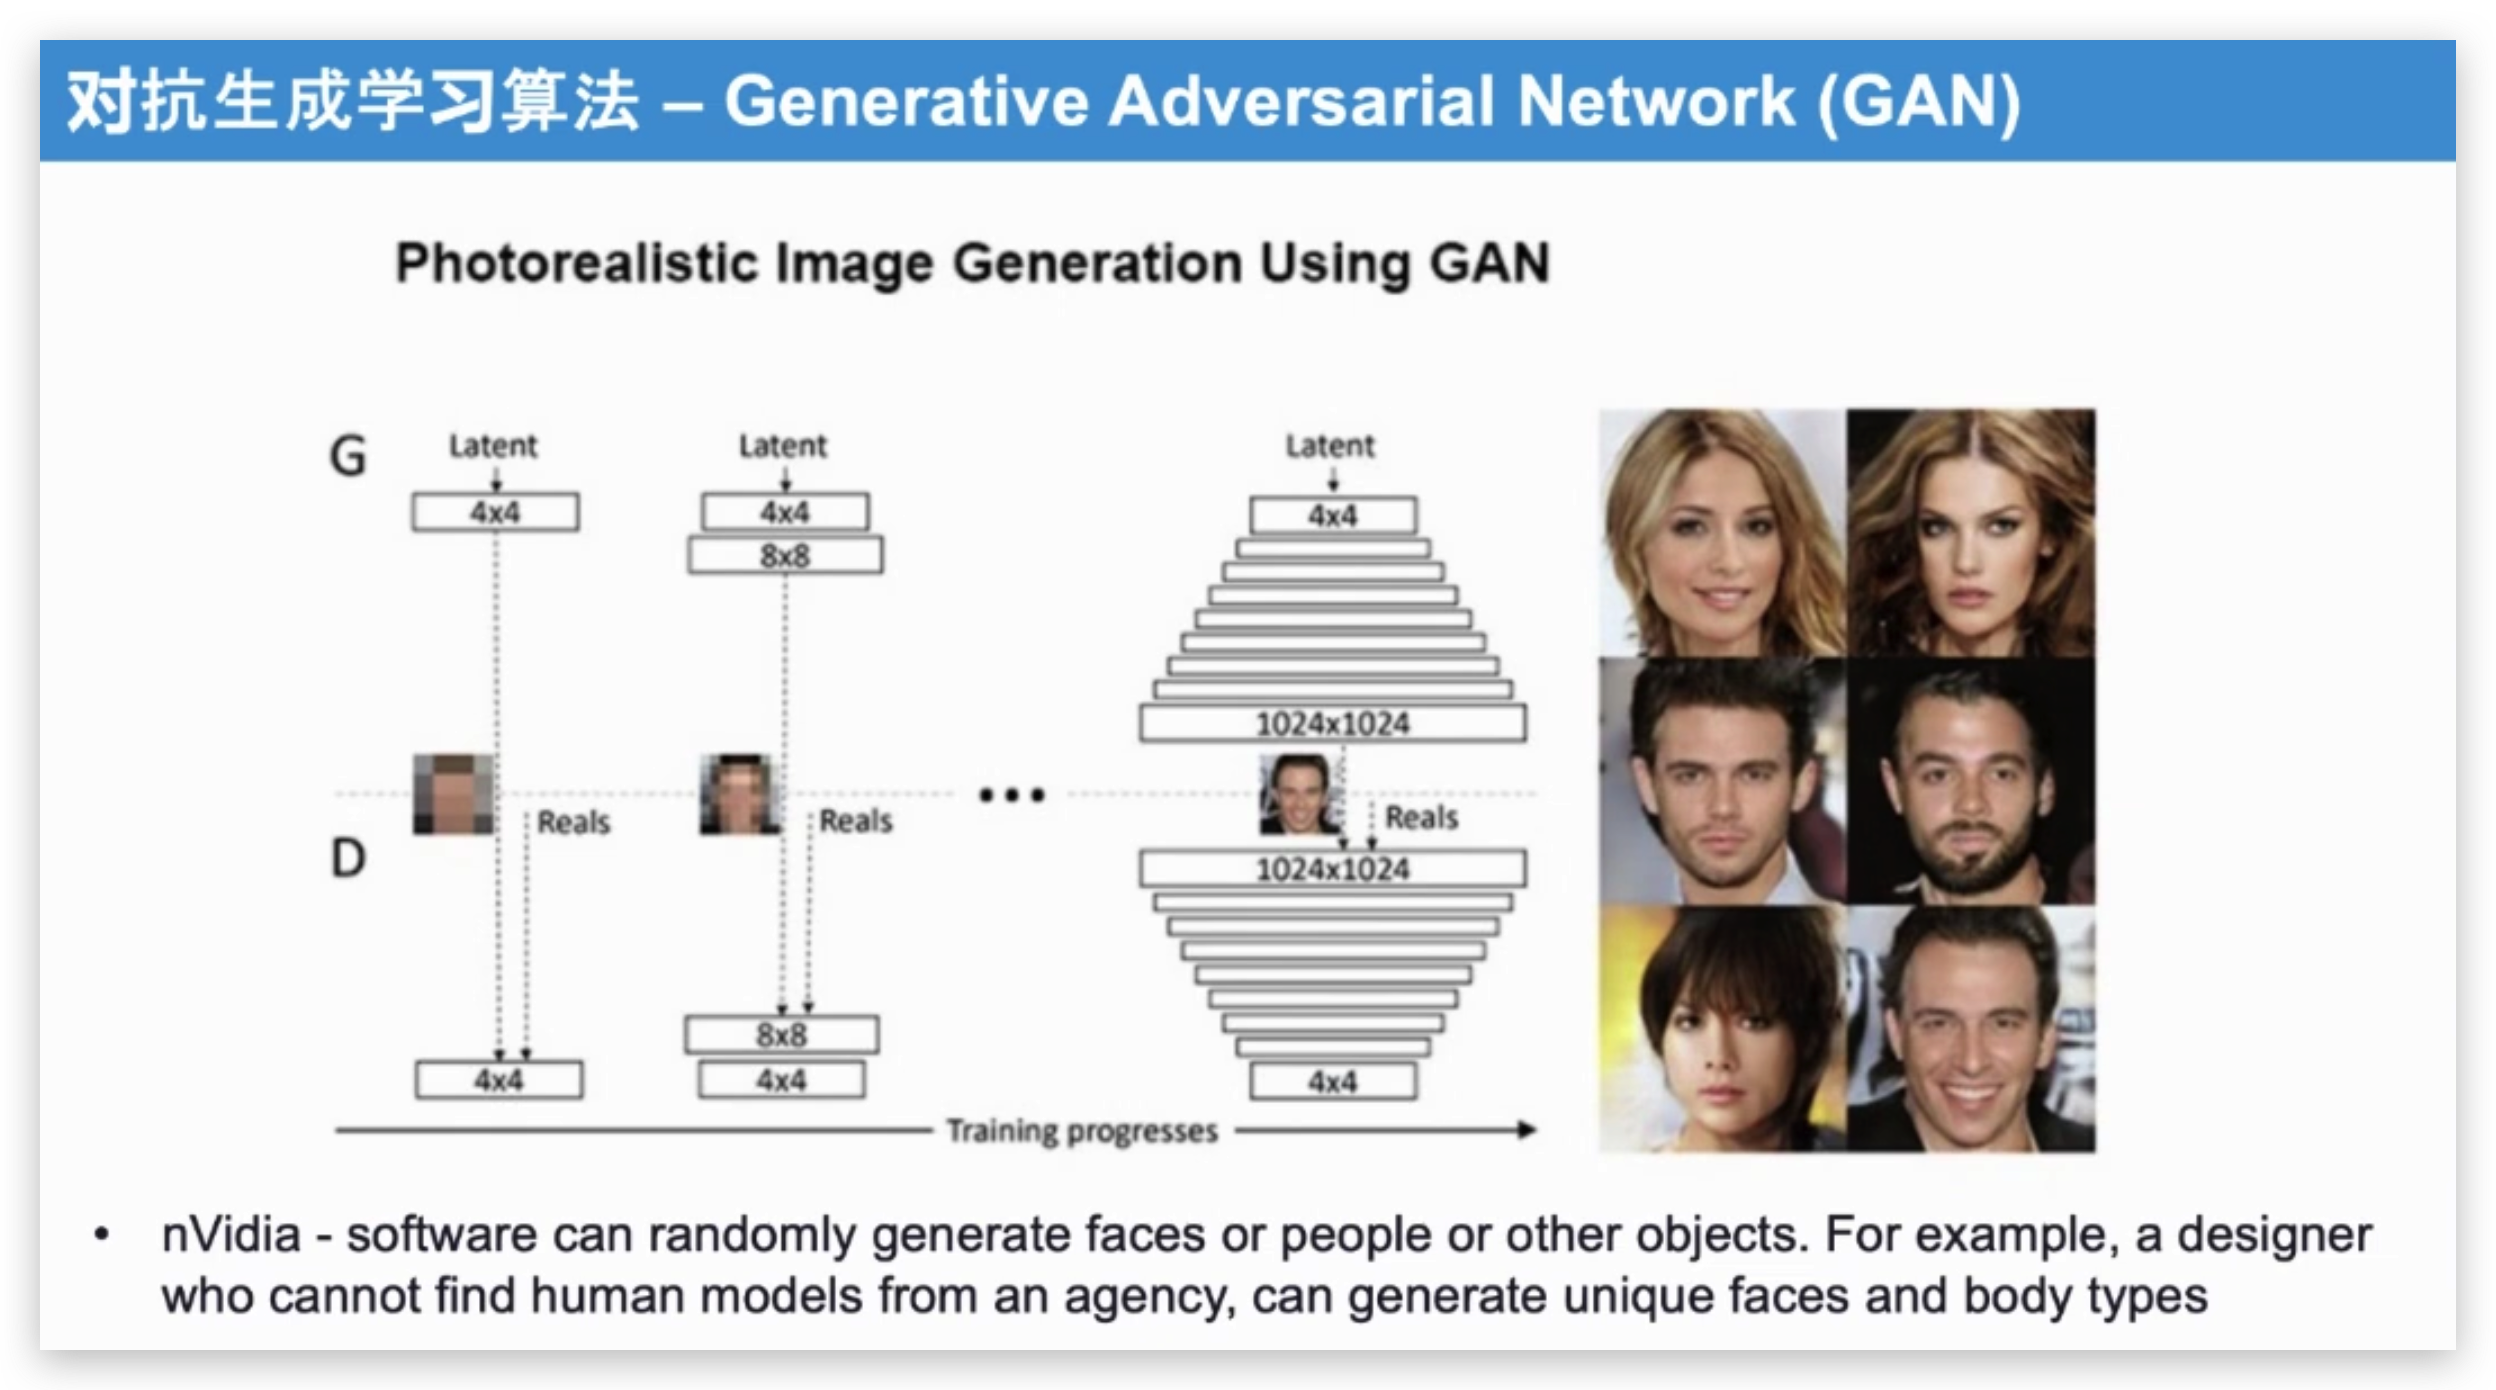 对抗生成学习算法 – Generative Adversarial Network (GAN)
Photorealistic Image Generation Using GAN
G
Latent
Latent
Latent
4x4
4x4
4x4
8x8
1024x1024
Reals
Reals
Reals
D
1024x1024
8x8
4x4
4x4
4x4
Training progresses
• nVidia - software can randomly generate faces or people or other objects. For example, a designer
who cannot find human models from an agency, can generate unique faces and body types